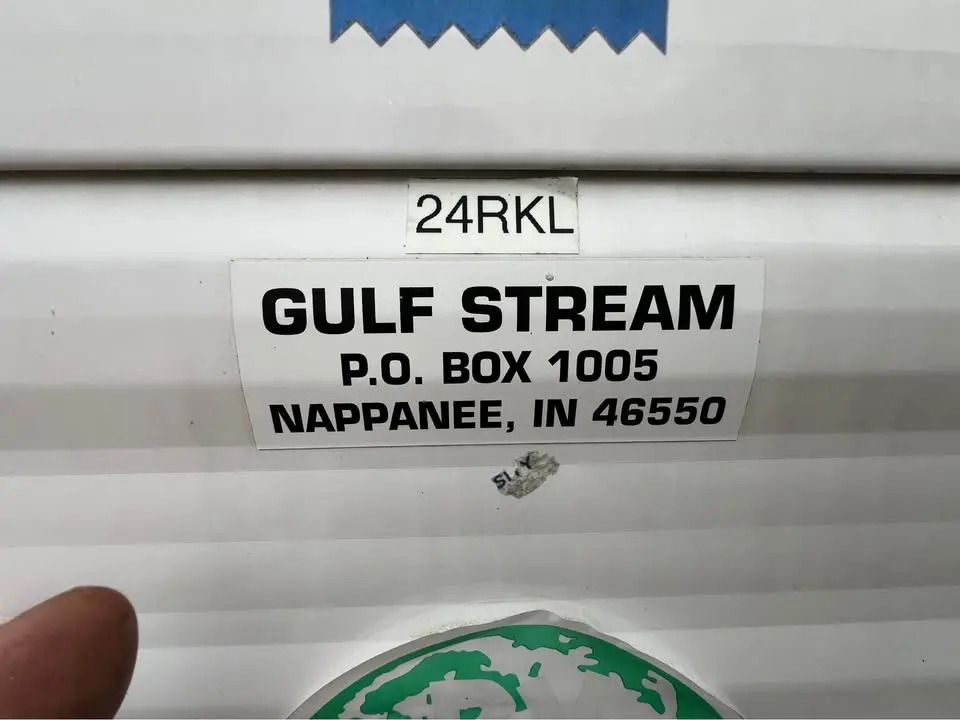 24RKL
GULF STREAM
P.O. BOX 1005
NAPPANEE, IN 46550